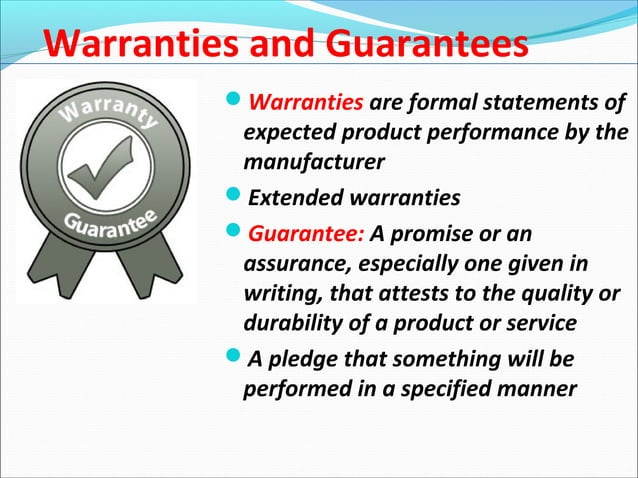 Warranties and Guarantees
Warranty
Guarantee
Warranties are formal statements of
expected product performance by the
manufacturer
Extended warranties
Guarantee: A promise or an
assurance, especially one given in
writing, that attests to the quality or
durability of a product or service
A pledge that something will be
performed in a specified manner